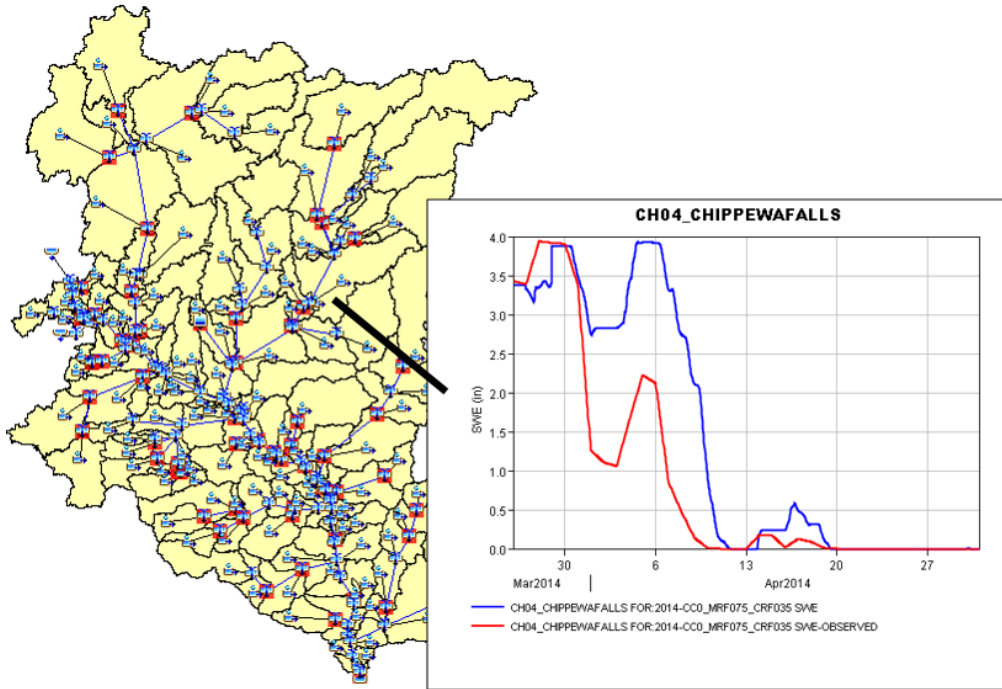 CH04_CHIPPEWAFALLS
4.0
3.5
3.0
2.5
2.0
1.5
1.0
0.5
0.0
SWE (in)
30 6 13 20 27
Mar2014 Apr2014
CH04_CHIPPEWAFALLS FOR:2014-CC0_MRF075_CRF035 SWE
CH04_CHIPPEWAFALLS FOR:2014-CC0_MRF075_CRF035 SWE-OBSERVED